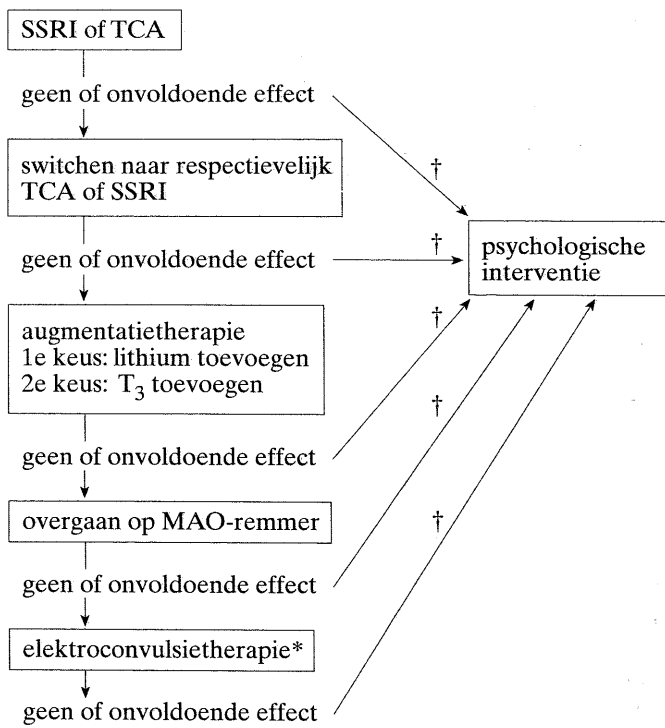 SSRI of TCA
geen of onvoldoende effect
†
switchen naar respectievelijk
TCA of SSRI
†
psychologische
interventie
geen of onvoldoende effect
†
augmentatietherapie
1e keus: lithium toevoegen
2e keus: T3 toevoegen
†
geen of onvoldoende effect
overgaan op MAO-remmer
†
geen of onvoldoende effect
elektroconvulsietherapie*
geen of onvoldoende effect